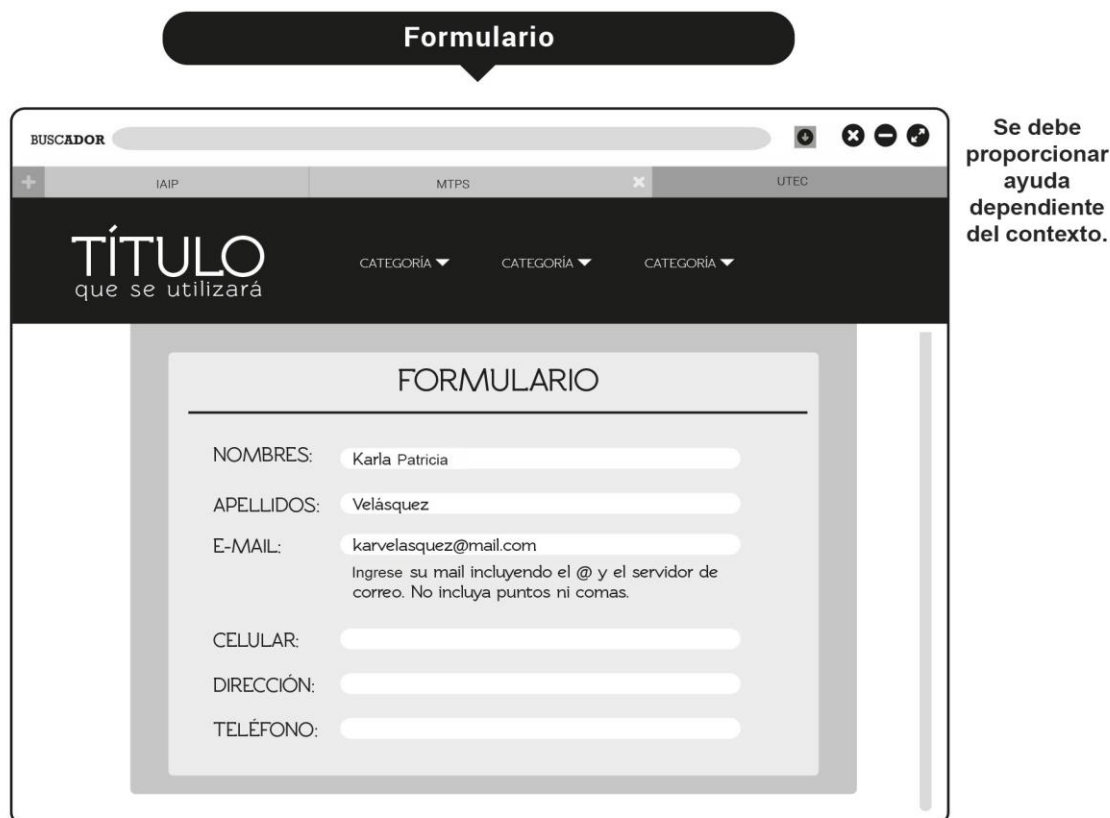 Formulario
BUSCADOR
IAIP MTPS UTEC
TÍTULO
que se utilizará
CATEGORÍA CATEGORÍA CATEGORÍA
FORMULARIO
NOMBRES: Karla Patricia
APELLIDOS: Velásquez
E-MAIL: karvelasquez@mail.com
Ingrese su mail incluyendo el @ y el servidor de
correo. No incluya puntos ni comas.
CELULAR:
DIRECCIÓN:
TELÉFONO:
Se debe
proporcionar
ayuda
dependiente
del contexto.